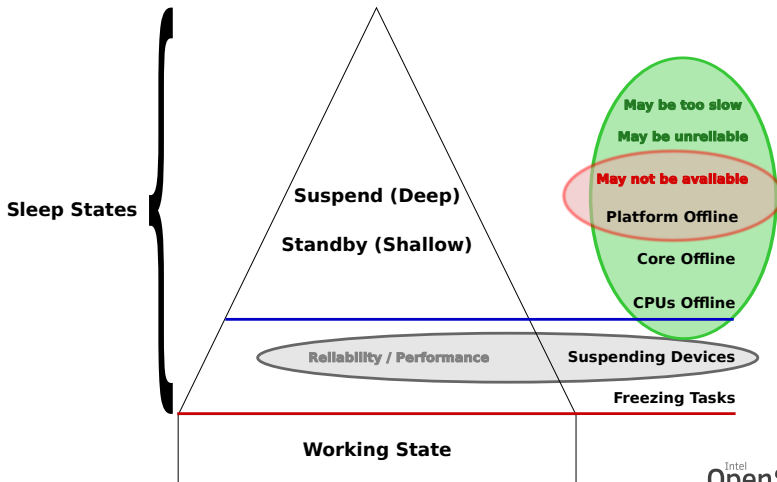 May be too slow
May be unreliable
May not be available
Suspend (Deep)
Platform Offline
Sleep States
Standby (Shallow)
Core Offline
CPUs Offline
Reliability / Performance
Suspending Devices
Freezing Tasks
Working State
Intel